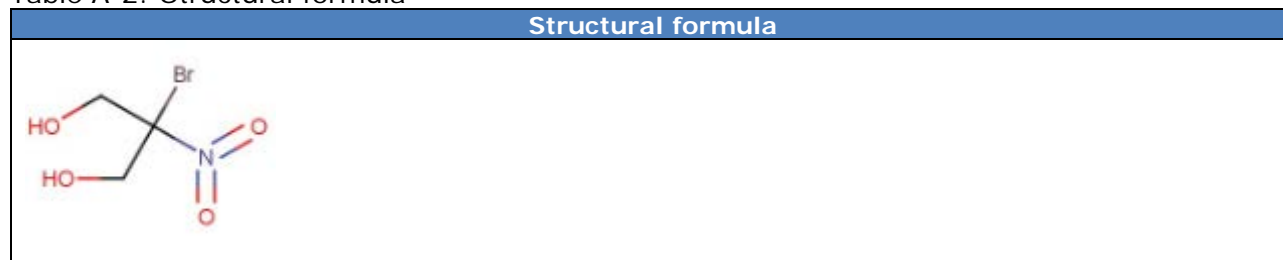 Table A-2: Structural formula
Structural formula
Br
HO
O
N
HO
O